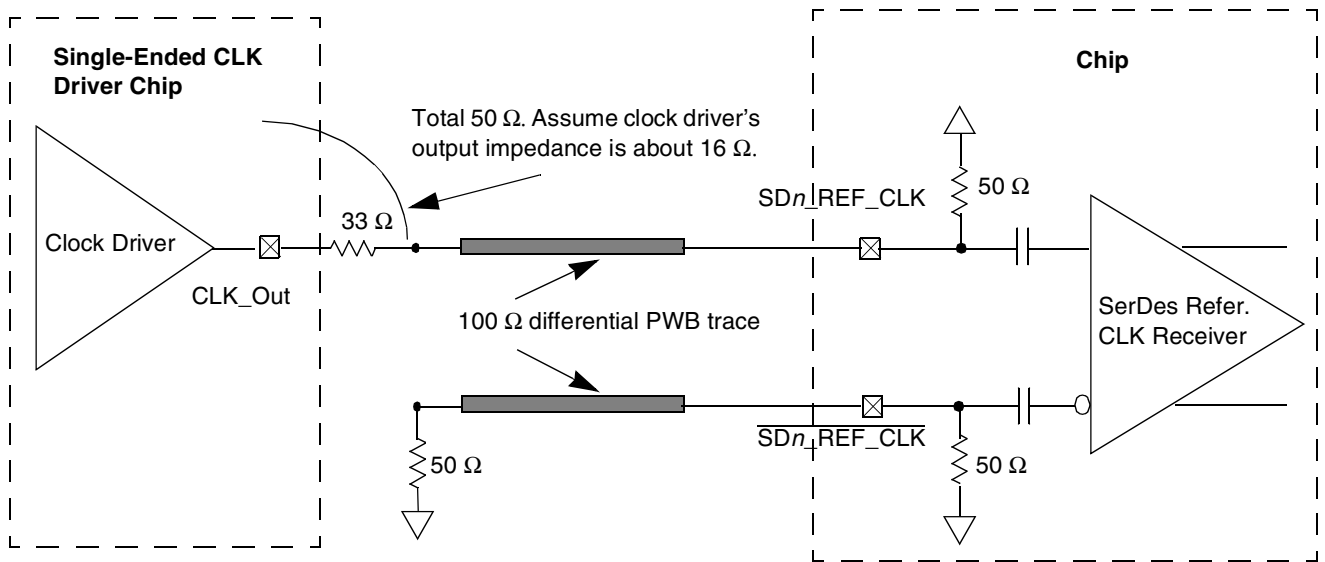 Single-Ended CLK
Driver Chip
Chip
Total 50 Ω. Assume clock driver's
output impedance is about 16 Ω.
SDn_REF_CLK
50 Ω
33 Ω
Clock Driver
CLK_Out
SerDes Refer.
CLK Receiver
100 Ω differential PWB trace
SDn_REF_CLK
50 Ω
50 Ω